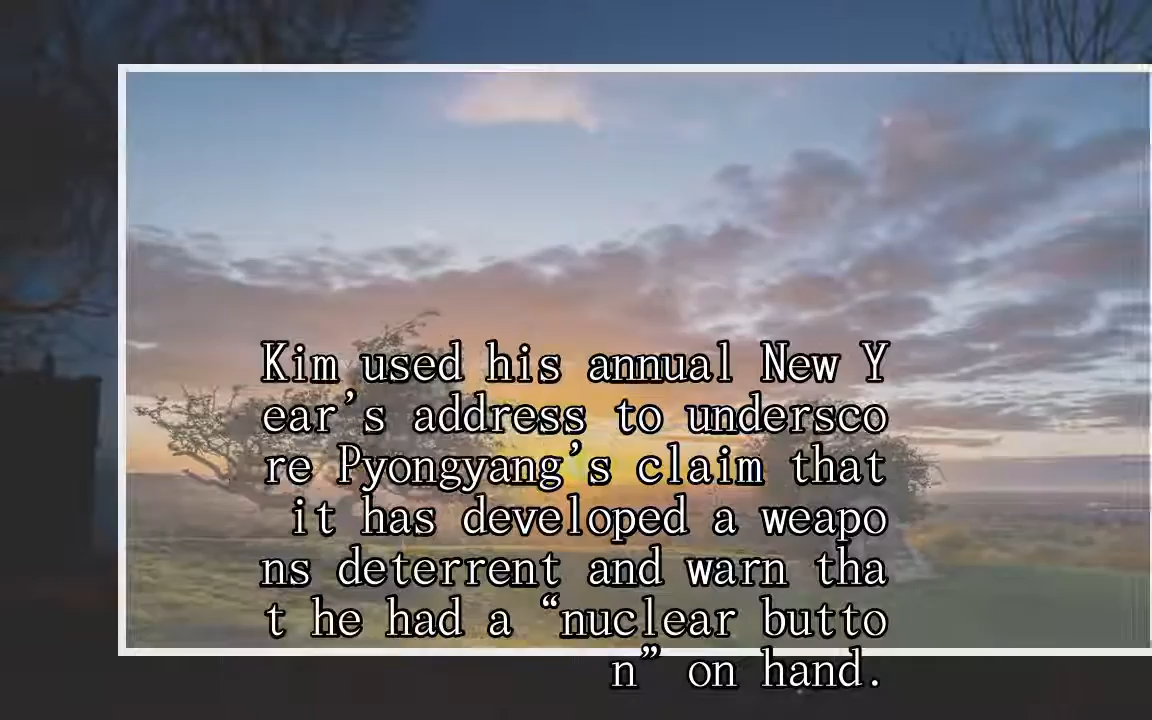 Kim used his annual New Y
ear’s address to undersco
re Pyongyang’s claim that
it has developed a weapo
ns deterrent and warn tha
t he had a “nuclear butto
n” on hand.